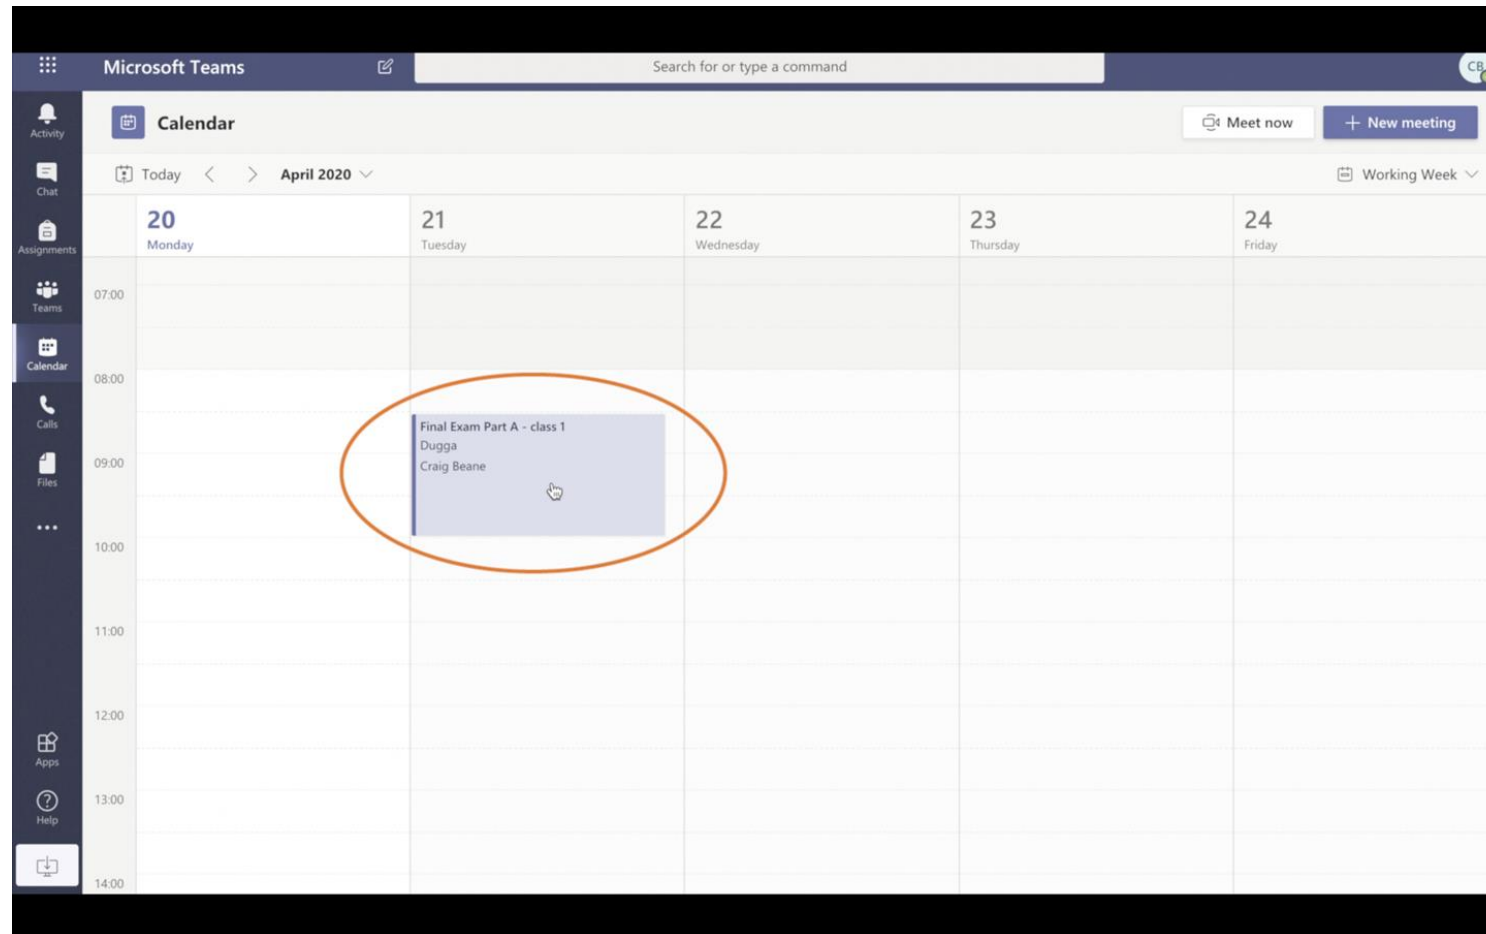 Microsoft Teams
Search for or type a command
CB
Activity
Chat
Assignments
Teams
Calendar
Calls
Files
Apps
Help
Calendar
Meet now
+ New meeting
Today
April 2020
Working Week
20
Monday
21
Tuesday
22
Wednesday
23
Thursday
24
Friday
07:00
08:00
09:00
10:00
11:00
12:00
13:00
14:00
Final Exam Part A - class 1
Dugga
Craig Beane